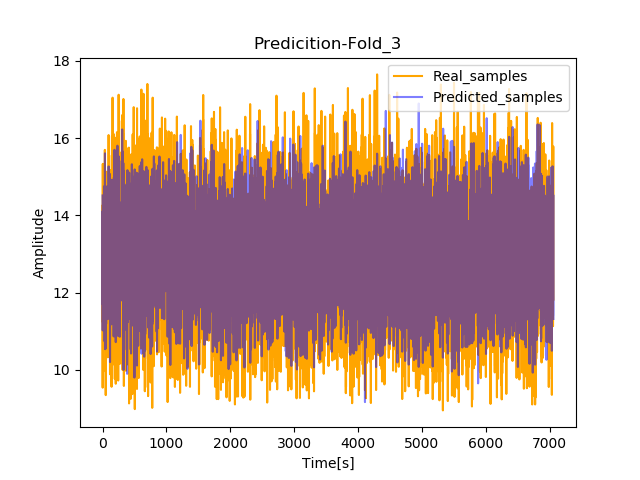 Predicition-Fold_3
Real_samples
Predicted_samples
Amplitude
18
16
14
12
10
0 1000 2000 3000 4000 5000 6000 7000
Time[s]